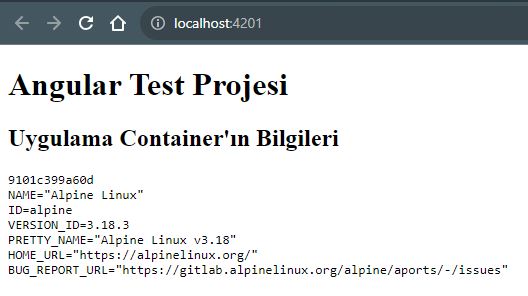 localhost:4201
Angular Test Projesi
Uygulama Container'ın Bilgileri
9101c399a60d
NAME="Alpine Linux"
ID=alpine
VERSION_ID=3.18.3
PRETTY_NAME="Alpine Linux v3.18"
HOME_URL="https://alpinelinux.org/"
BUG_REPORT_URL="https://gitlab.alpinelinux.org/alpine/aports/-/issues"